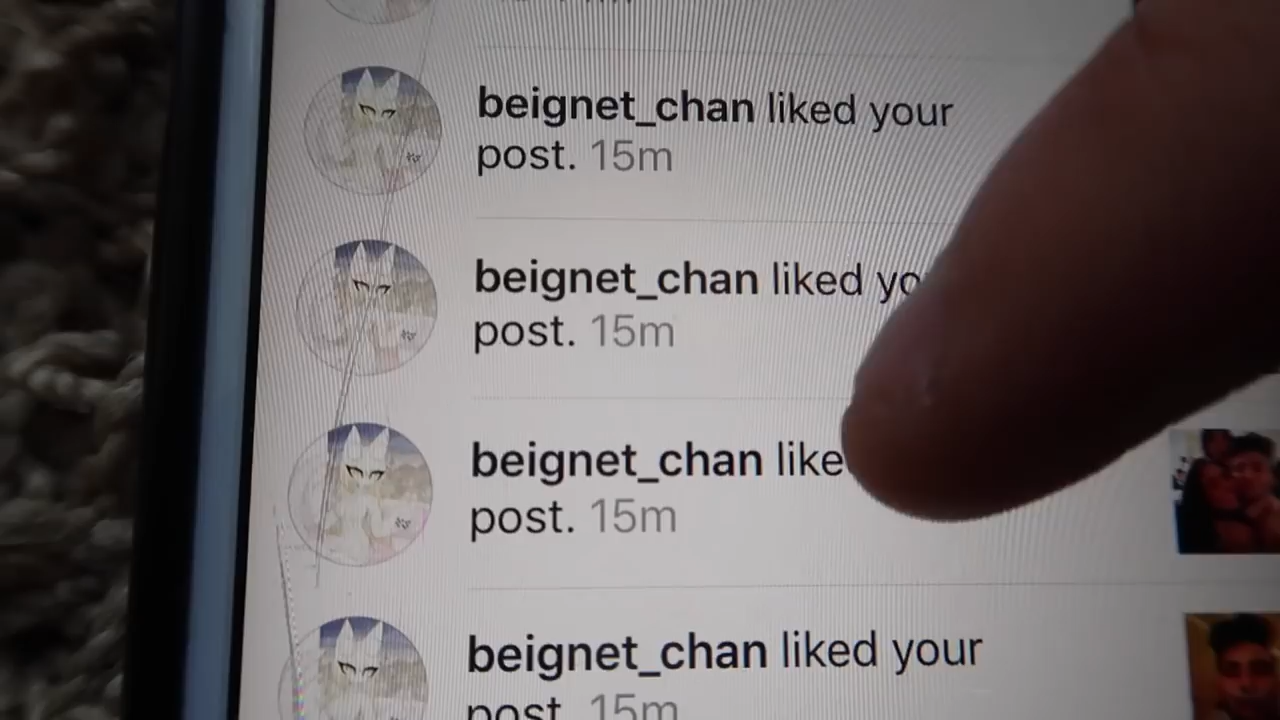 beignet_chan liked your
post. 15m
beignet_chan liked yo
post. 15m
beignet_chan like
post. 15m
beignet_chan liked your
post. 15m